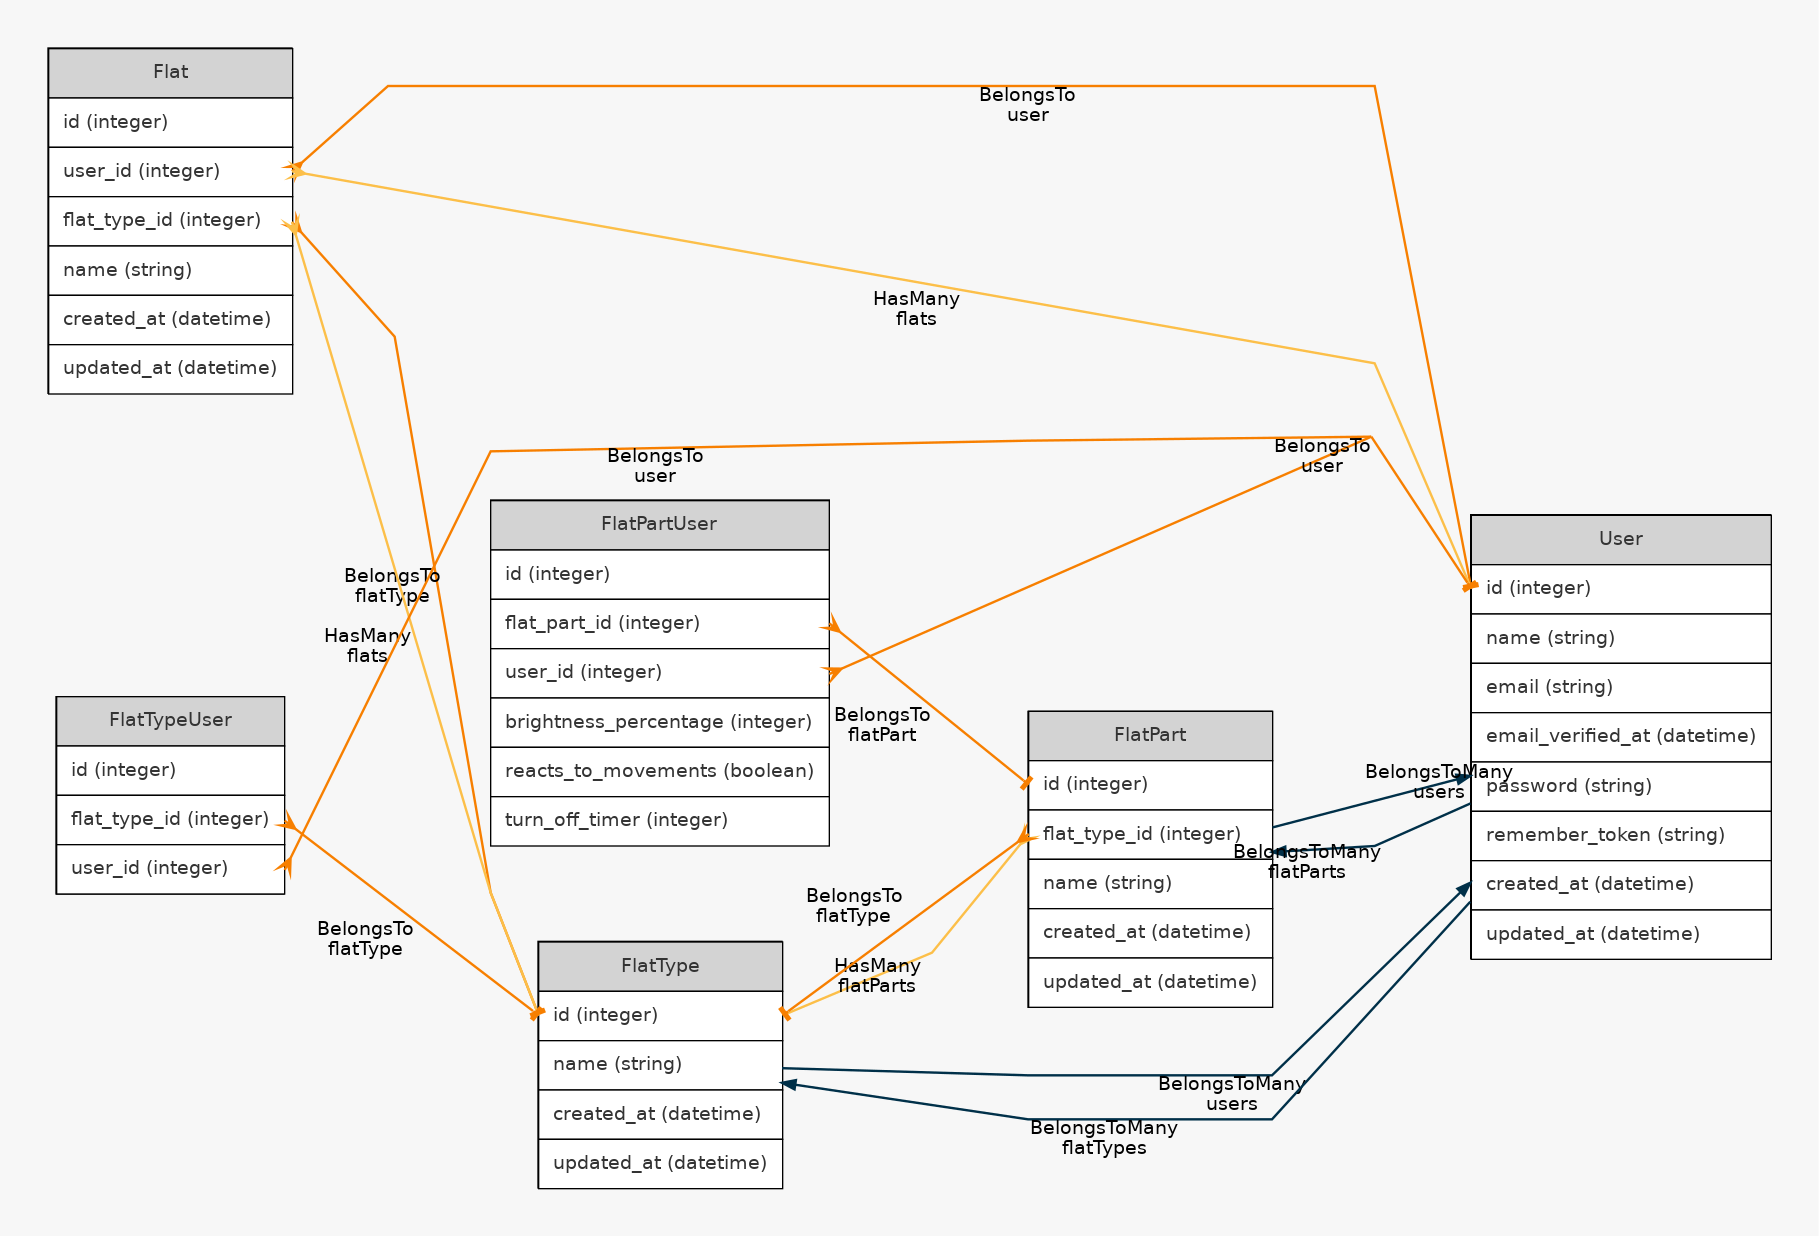 Flat
id (integer)
user_id (integer)
flat_type_id (integer)
name (string)
created_at (datetime)
updated_at (datetime)
BelongsTo
user
HasMany
flats
BelongsTo
user
BelongsTo
user
FlatPartUser
id (integer)
flat_part_id (integer)
user_id (integer)
brightness_percentage (integer)
reacts_to_movements (boolean)
turn_off_timer (integer)
User
id (integer)
name (string)
email (string)
email_verified_at (datetime)
password (string)
remember_token (string)
created_at (datetime)
updated_at (datetime)
BelongsTo
flatType
HasMany
flats
FlatTypeUser
id (integer)
flat_type_id (integer)
user_id (integer)
BelongsTo
flatPart
FlatPart
id (integer)
flat_type_id (integer)
name (string)
created_at (datetime)
updated_at (datetime)
BelongsToMany
users
BelongsToMany
flatParts
BelongsTo
flatType
BelongsTo
flatType
HasMany
flatParts
FlatType
id (integer)
name (string)
created_at (datetime)
updated_at (datetime)
BelongsToMany
users
BelongsToMany
flatTypes